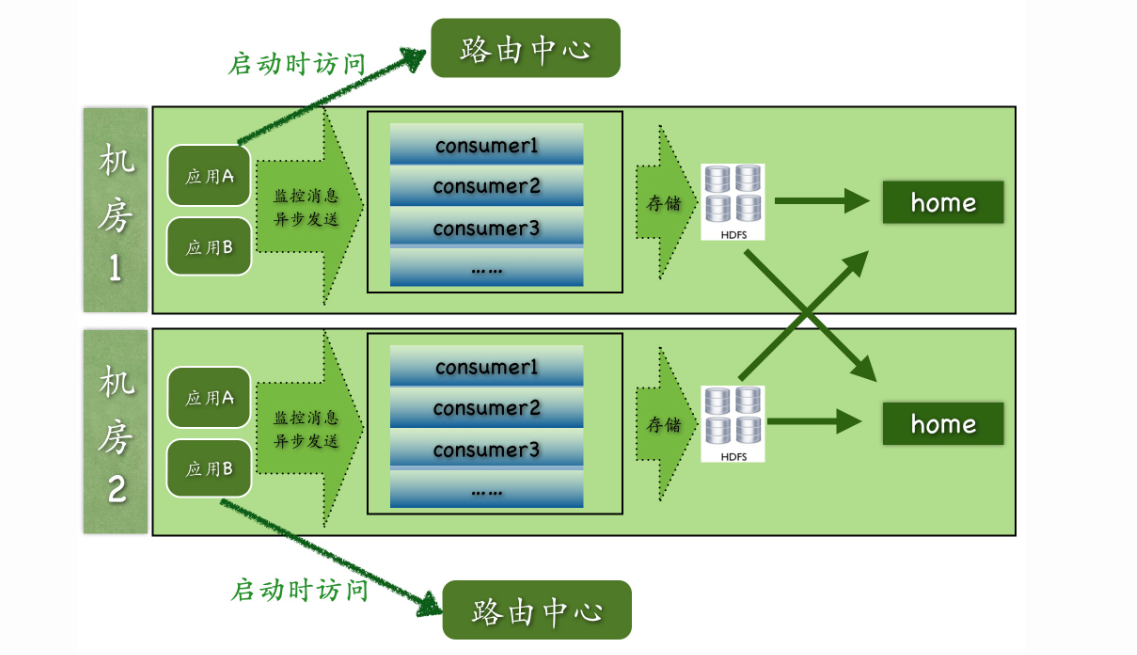 路由中心
启动时访问
机房1
应用A
应用B
监控消息
异步发送
consumer1
consumer2
consumer3
……
存储
HDFS
home
机房2
应用A
应用B
监控消息
异步发送
consumer1
consumer2
consumer3
……
存储
HDFS
home
启动时访问
路由中心